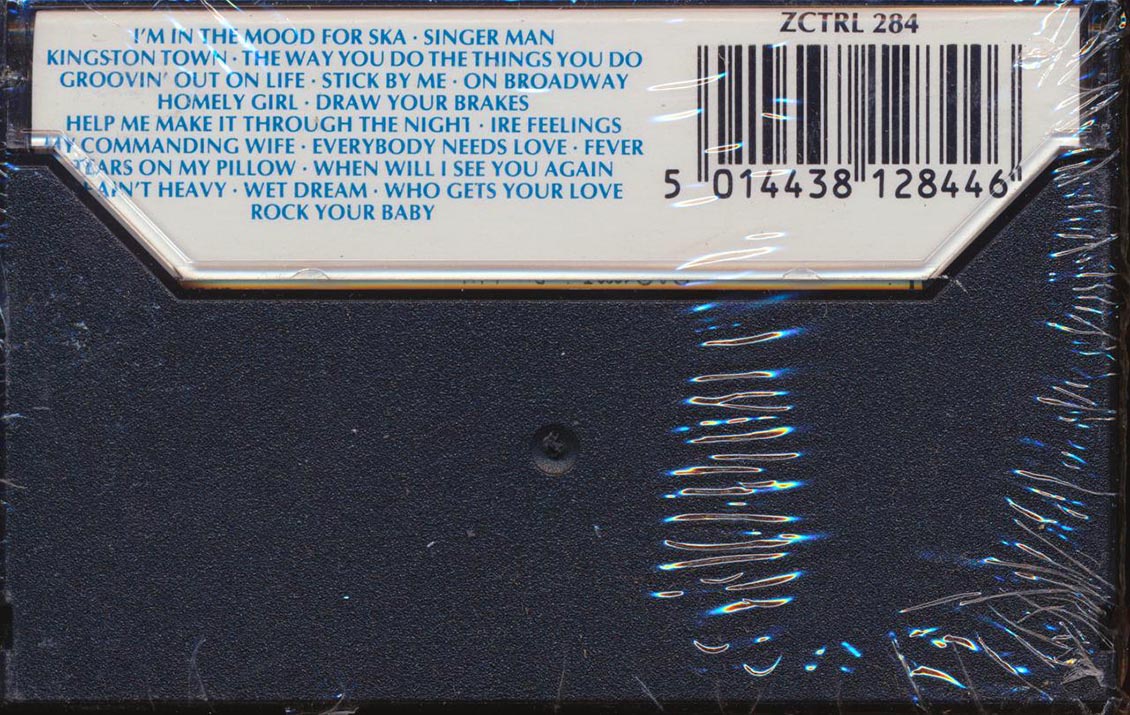 I'M IN THE MOOD FOR SKA · SINGER MAN
KINGSTON TOWN · THE WAY YOU DO THE THINGS YOU DO
GROOVIN' OUT ON LIFE · STICK BY ME · ON BROADWAY
HOMELY GIRL · DRAW YOUR BRAKES
HELP ME MAKE IT THROUGH THE NIGHT · IRE FEELINGS
MY COMMANDING WIFE · EVERYBODY NEEDS LOVE · FEVER
TEARS ON MY PILLOW · WHEN WILL I SEE YOU AGAIN
AIN'T HEAVY · WET DREAM · WHO GETS YOUR LOVE
ROCK YOUR BABY
ZCTRL 284
5 014438 128446